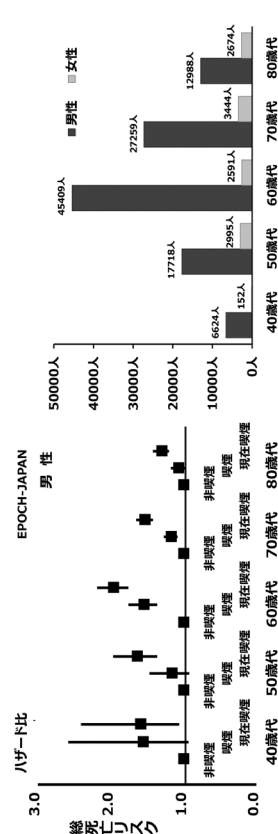 ハザード比
EPOCH-JAPAN
男 性
総死亡リスク
3.0
2.0
1.0
0.0
非喫煙
喫煙
現在喫煙
非喫煙
喫煙
現在喫煙
非喫煙
喫煙
現在喫煙
非喫煙
喫煙
現在喫煙
非喫煙
喫煙
現在喫煙
40歳代
50歳代
60歳代
70歳代
80歳代
50000人
40000人
30000人
20000人
10000人
0人
■男性
■女性
6624人
152人
17718人
2995人
45409人
2591人
27259人
3444人
12988人
2674人
40歳代
50歳代
60歳代
70歳代
80歳代